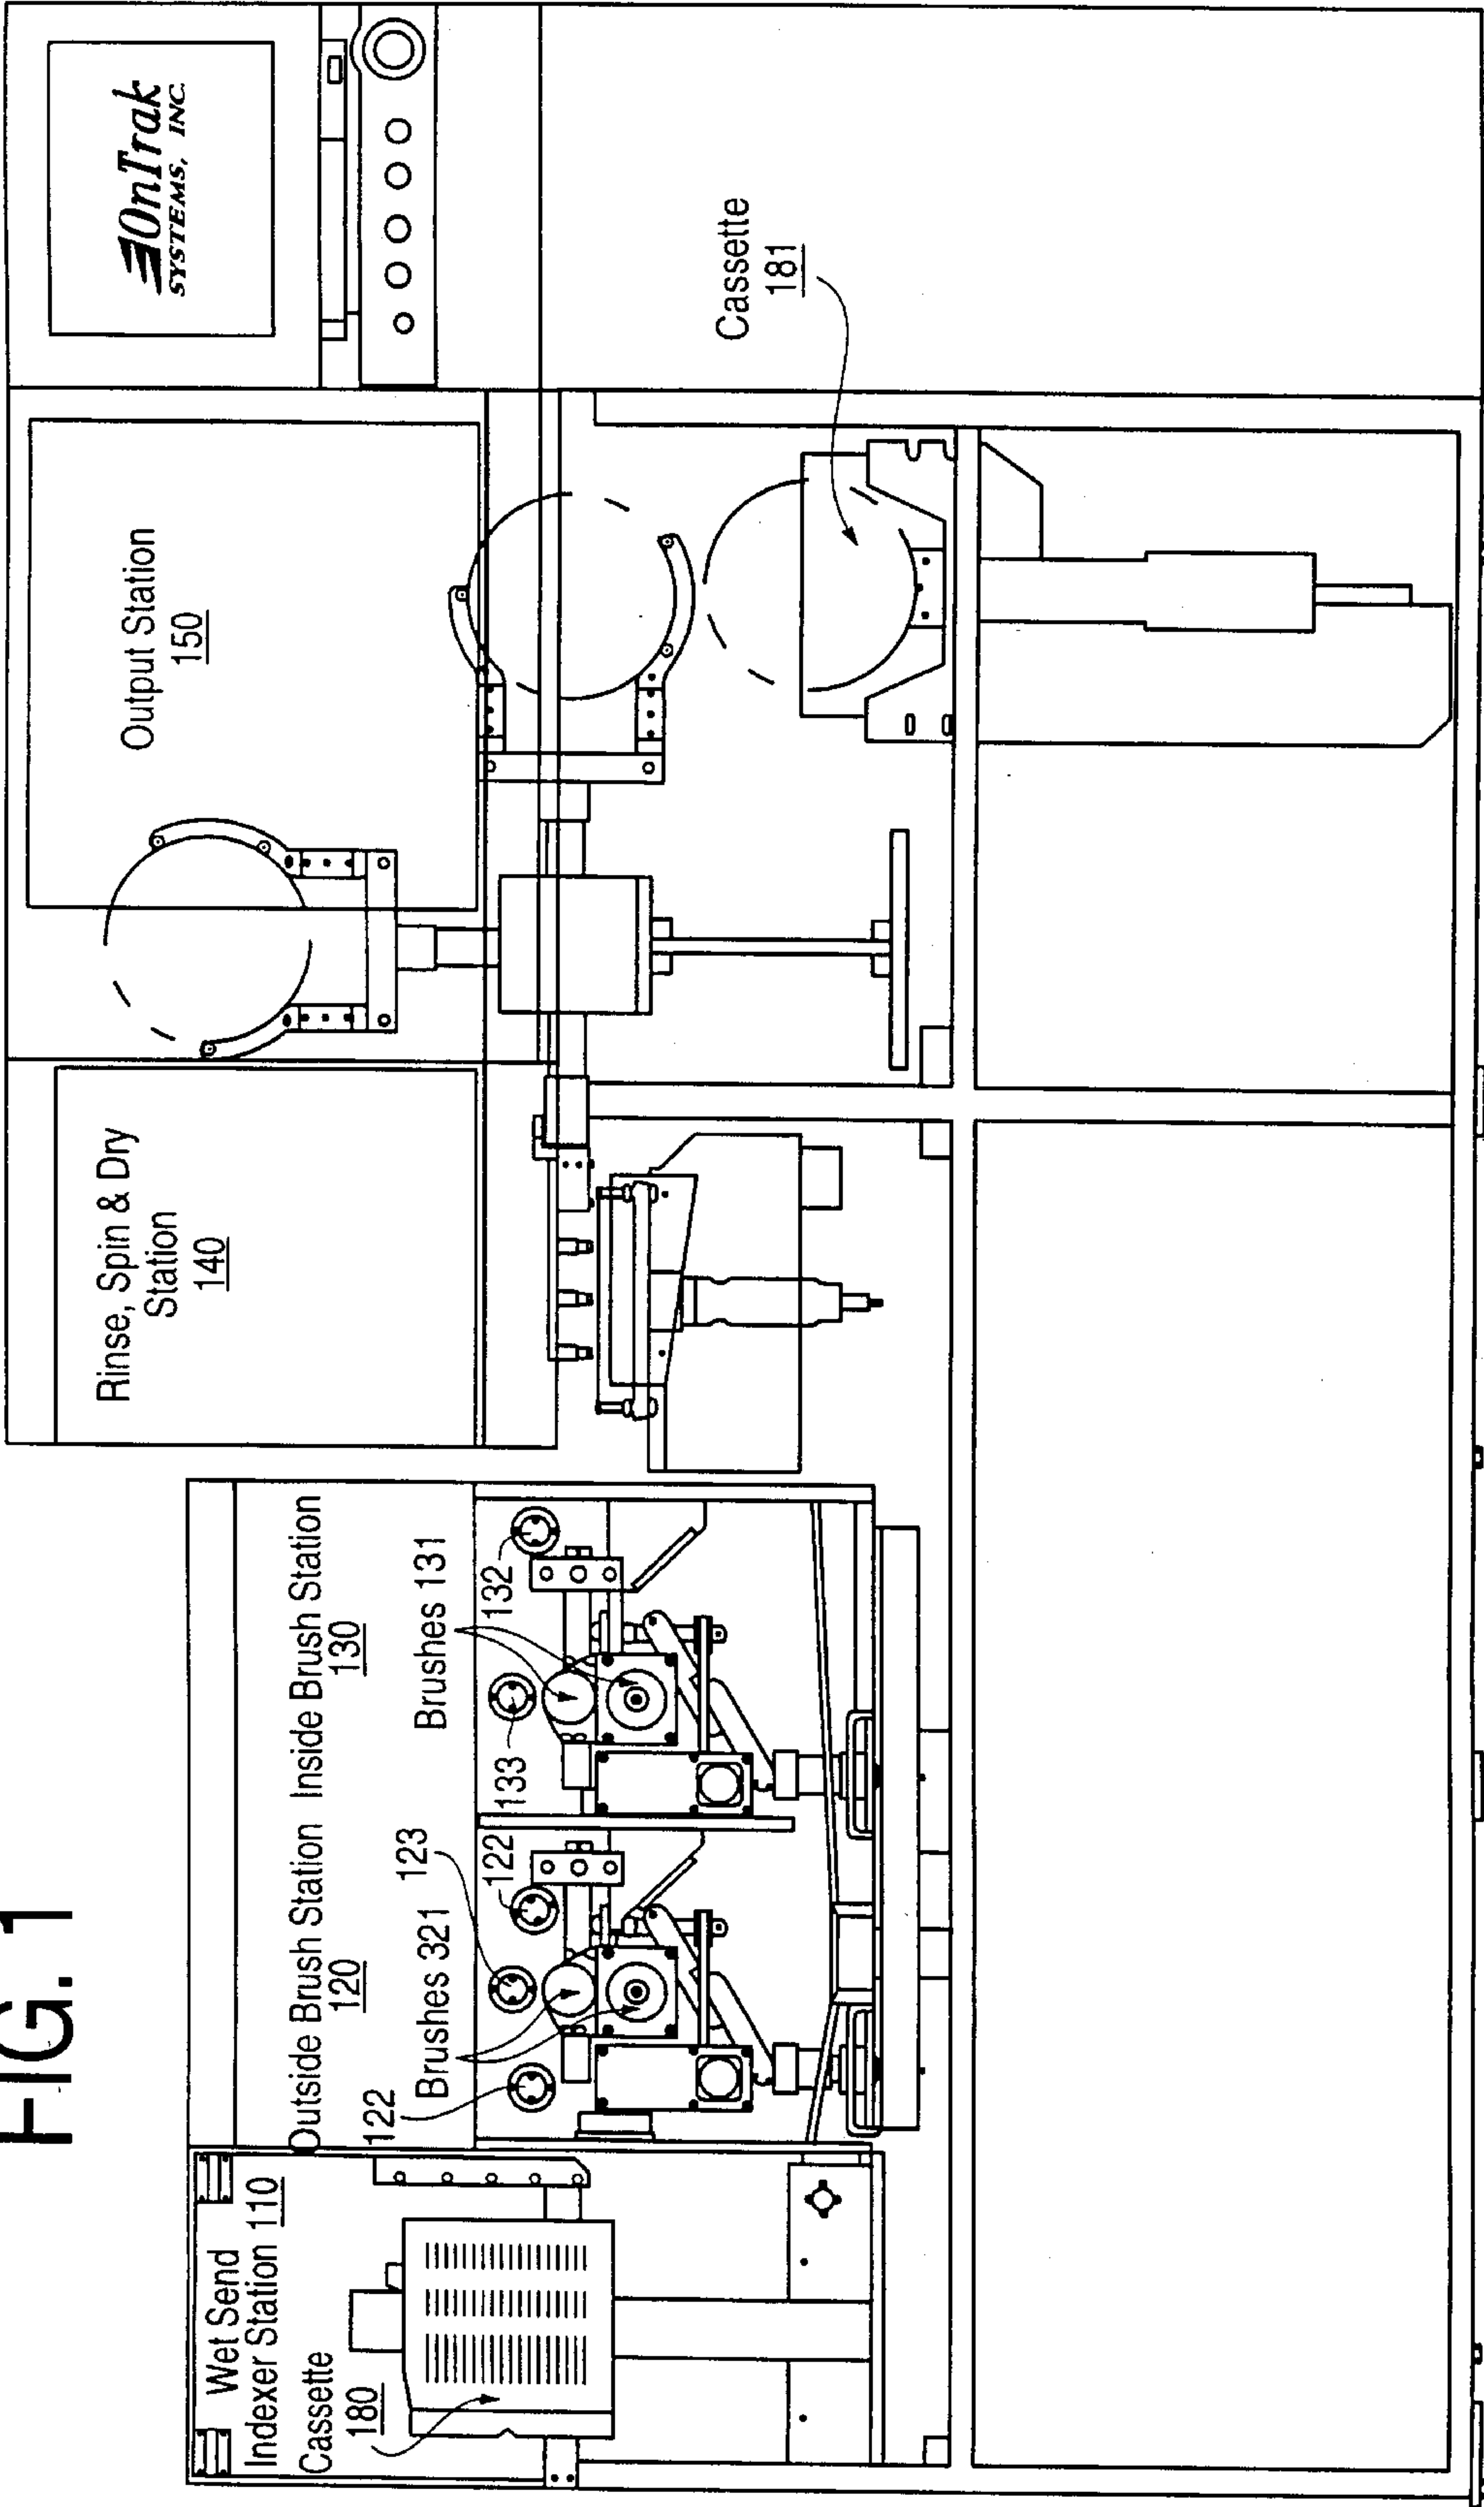 FIG. 1
Wet Send
Indexer Station 110
Cassette
180
Outside Brush Station
120
Inside Brush Station
130
122
Brushes 321
123
122
133
Brushes 131
132
Rinse, Spin & Dry
Station
140
Output Station
150
Cassette
181
OnTrak
SYSTEMS, INC.